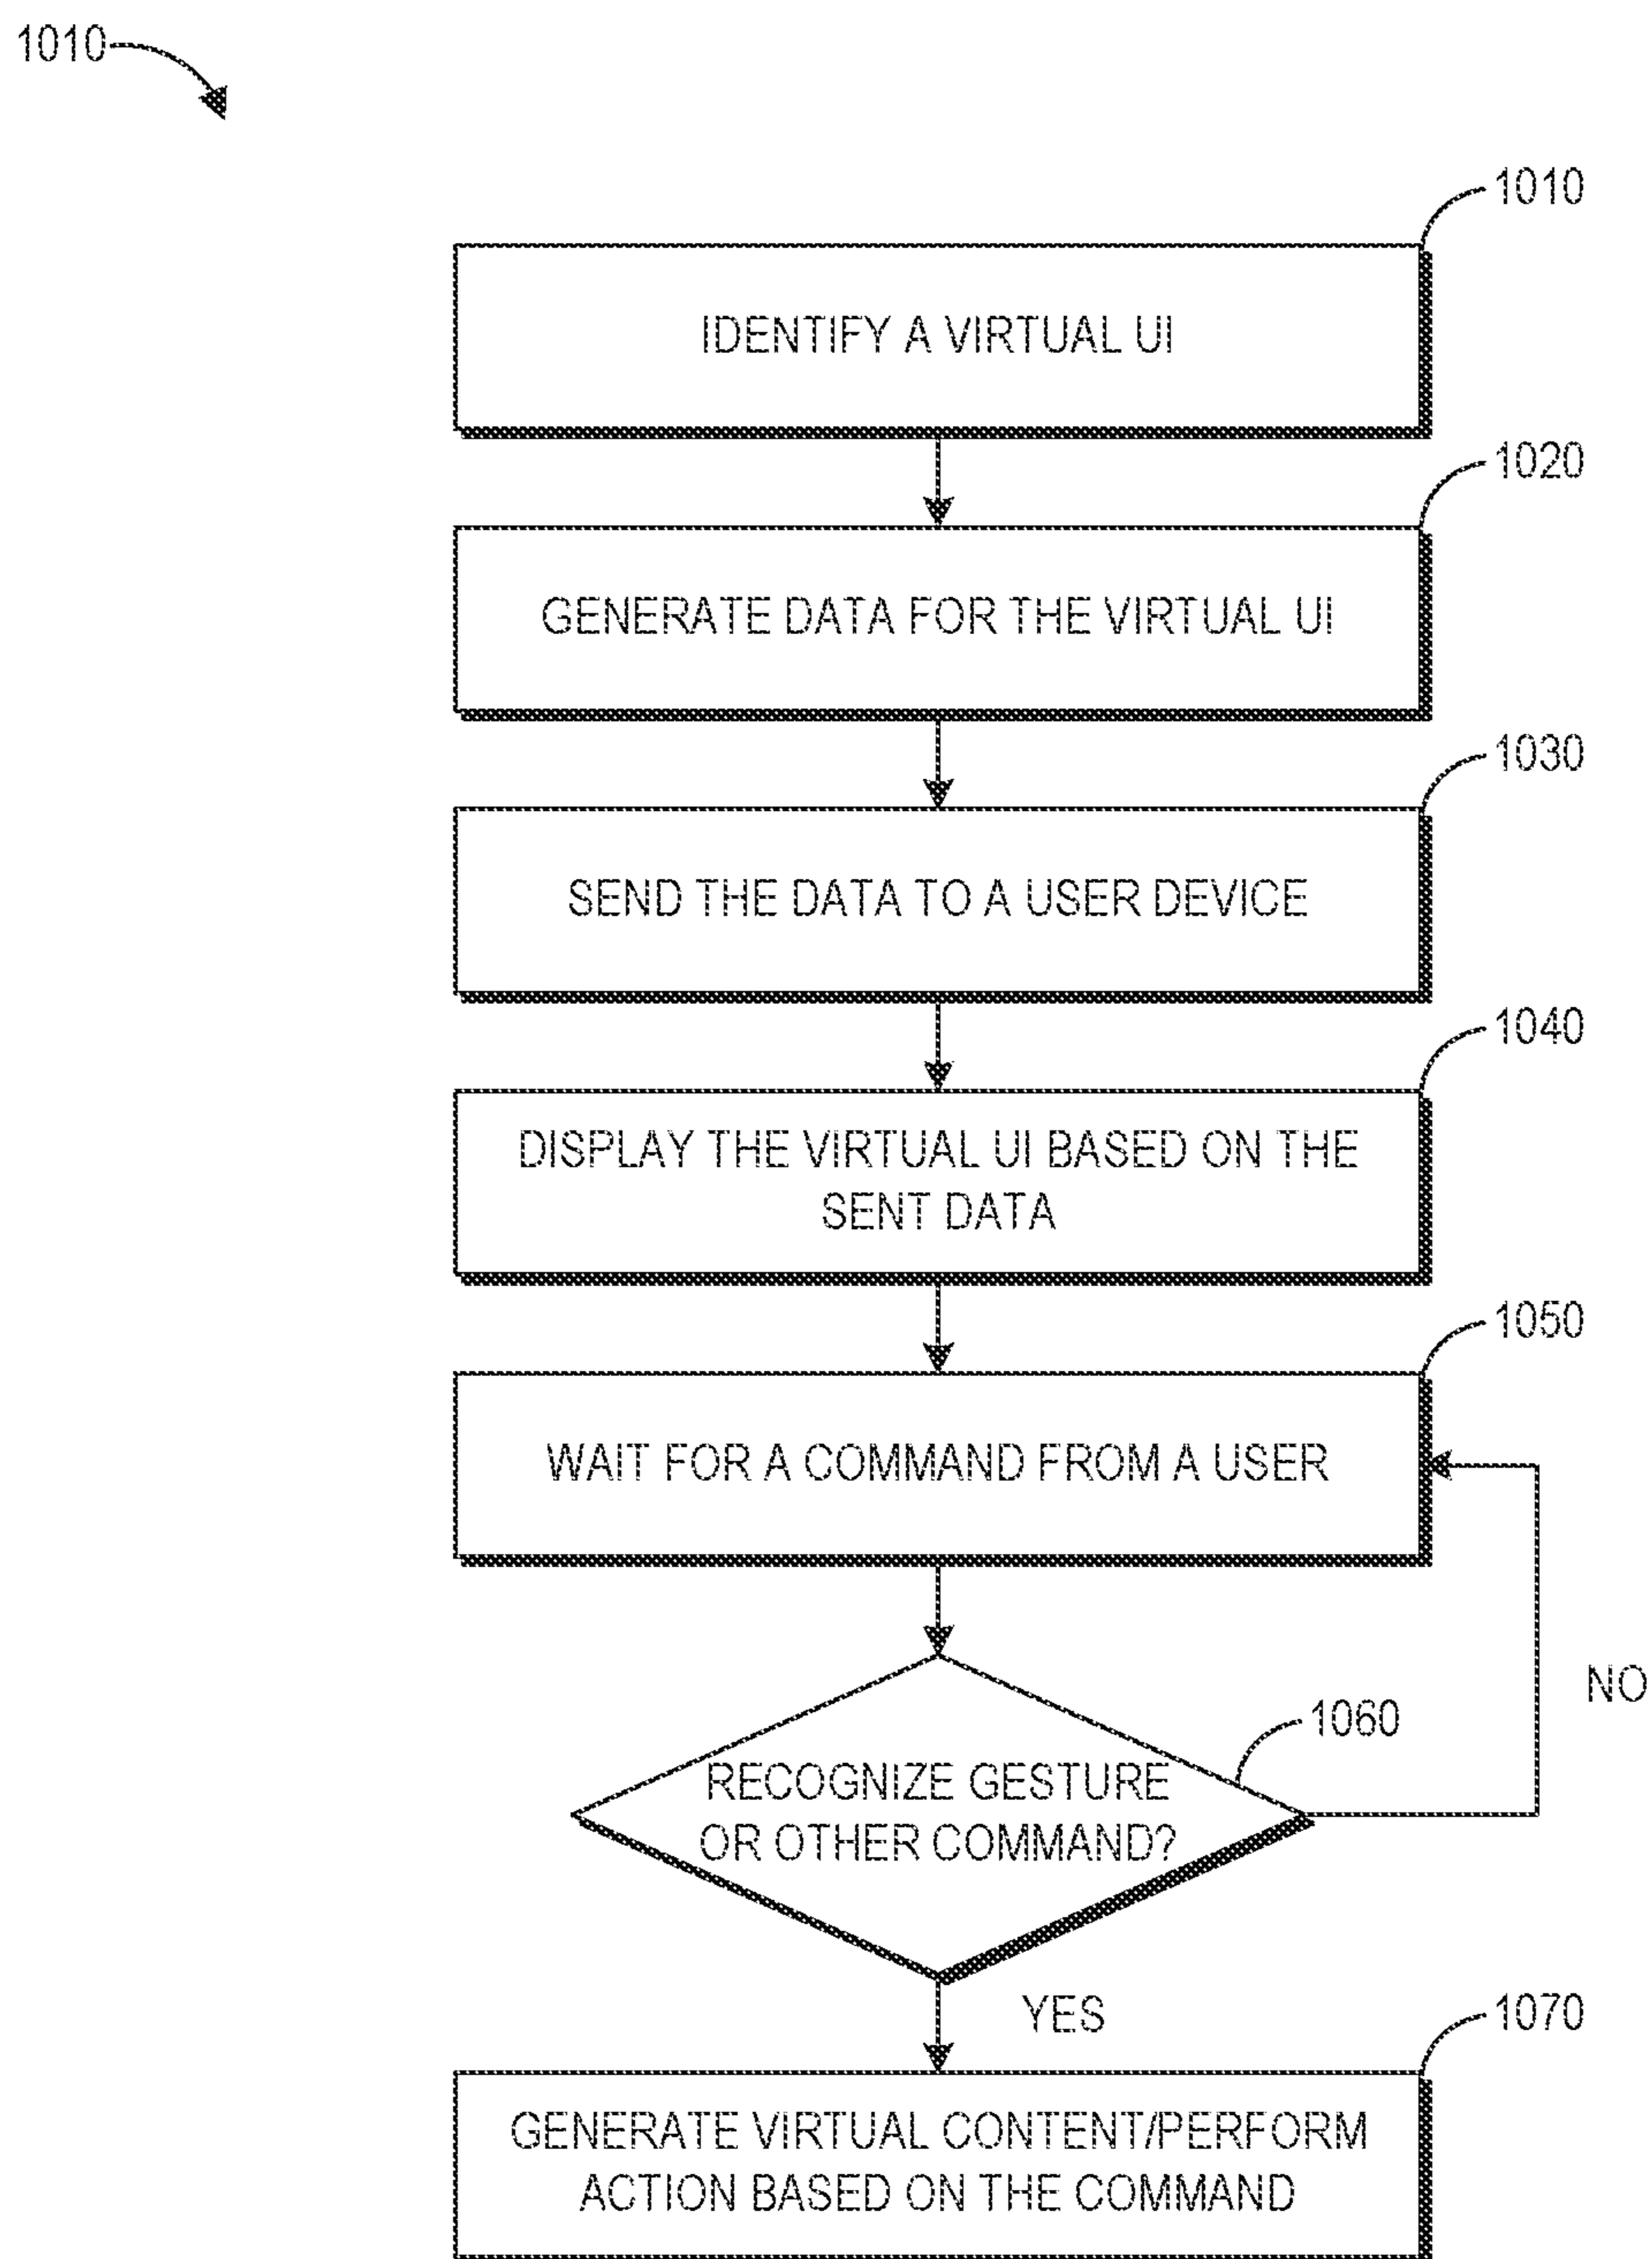 1010
1010
IDENTIFY A VIRTUAL UI
1020
GENERATE DATA FOR THE VIRTUAL UI
1030
SEND THE DATA TO A USER DEVICE
1040
DISPLAY THE VIRTUAL UI BASED ON THE
SENT DATA
1050
WAIT FOR A COMMAND FROM A USER
NO
1060
RECOGNIZE GESTURE
OR OTHER COMMAND?
YES
1070
GENERATE VIRTUAL CONTENT/PERFORM
ACTION BASED ON THE COMMAND